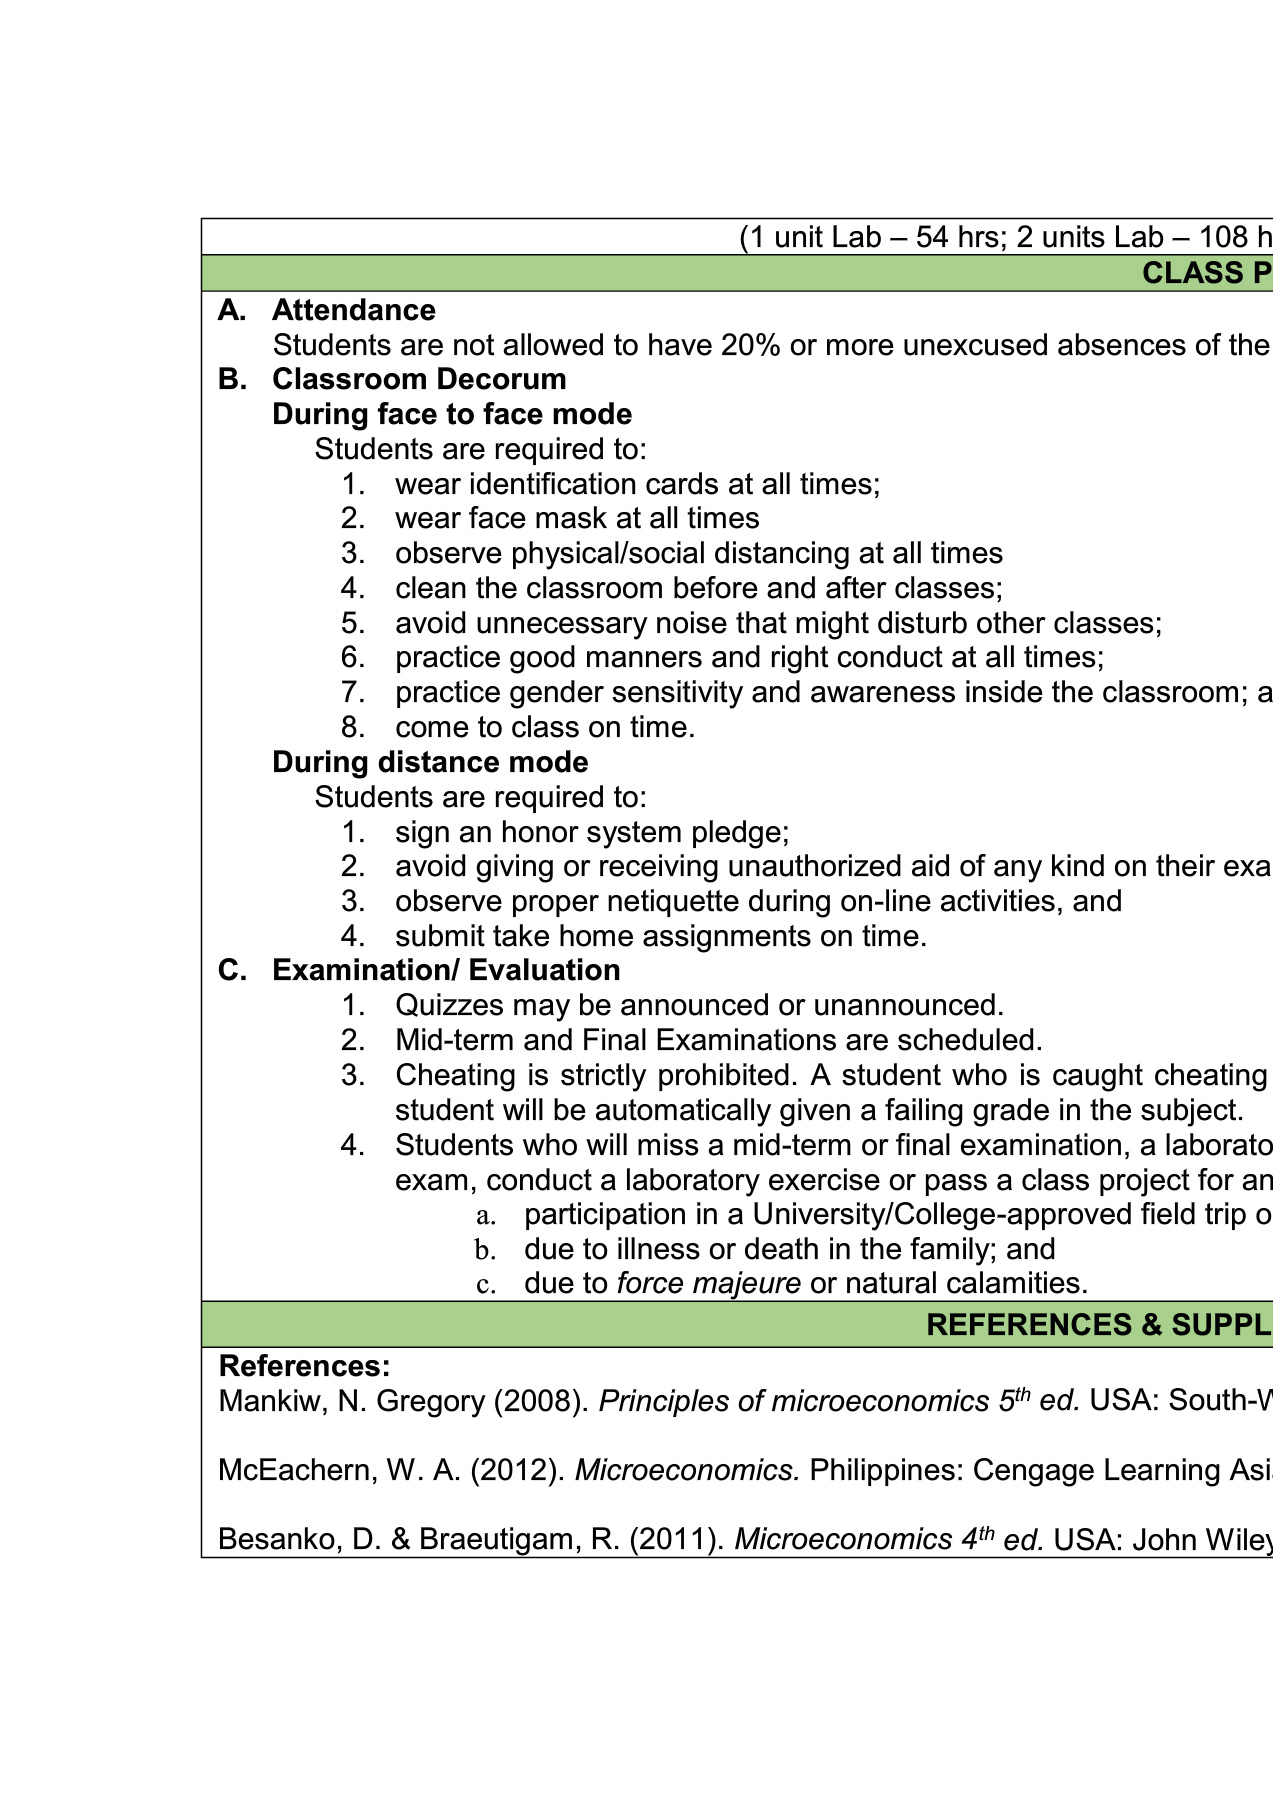 (1 unit Lab – 54 hrs; 2 units Lab – 108 h
CLASS P
A. Attendance
Students are not allowed to have 20% or more unexcused absences of the
B. Classroom Decorum
During face to face mode
Students are required to:
1. wear identification cards at all times;
2. wear face mask at all times
3. observe physical/social distancing at all times
4. clean the classroom before and after classes;
5. avoid unnecessary noise that might disturb other classes;
6. practice good manners and right conduct at all times;
7. practice gender sensitivity and awareness inside the classroom; a
8. come to class on time.
During distance mode
Students are required to:
1. sign an honor system pledge;
2. avoid giving or receiving unauthorized aid of any kind on their exa
3. observe proper netiquette during on-line activities, and
4. submit take home assignments on time.
C. Examination/ Evaluation
1. Quizzes may be announced or unannounced.
2. Mid-term and Final Examinations are scheduled.
3. Cheating is strictly prohibited. A student who is caught cheating
student will be automatically given a failing grade in the subject.
4. Students who will miss a mid-term or final examination, a laborato
exam, conduct a laboratory exercise or pass a class project for an
a. participation in a University/College-approved field trip o
b. due to illness or death in the family; and
c. due to force majeure or natural calamities.
REFERENCES & SUPPL
References:
Mankiw, N. Gregory (2008). Principles of microeconomics 5th ed. USA: South-W
McEachern, W. A. (2012). Microeconomics. Philippines: Cengage Learning Asi
Besanko, D. & Braeutigam, R. (2011). Microeconomics 4th ed. USA: John Wiley